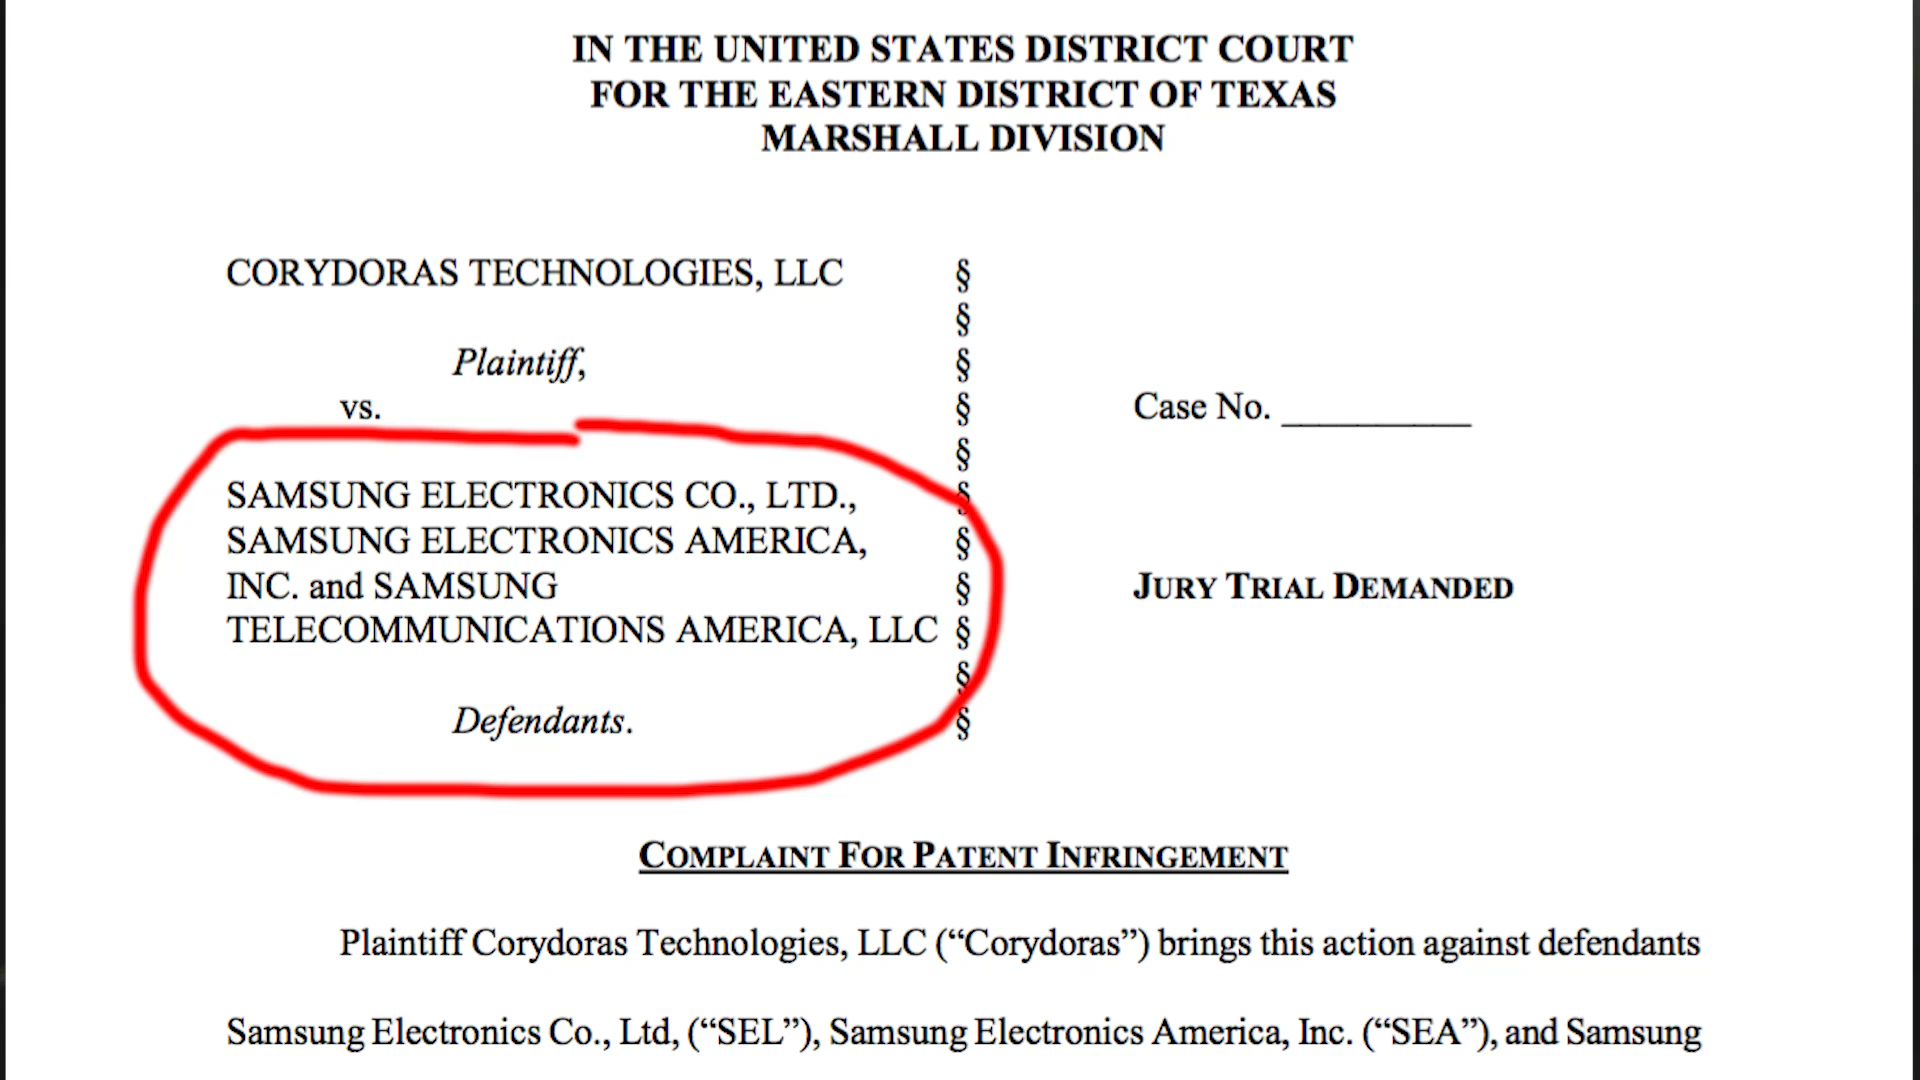 IN THE UNITED STATES DISTRICT COURT
FOR THE EASTERN DISTRICT OF TEXAS
MARSHALL DIVISION
CORYDORAS TECHNOLOGIES, LLC §
§
Plaintiff, §
vs. § Case No. __________
§
SAMSUNG ELECTRONICS CO., LTD., §
SAMSUNG ELECTRONICS AMERICA, §
INC. and SAMSUNG § JURY TRIAL DEMANDED
TELECOMMUNICATIONS AMERICA, LLC §
§
Defendants. §
COMPLAINT FOR PATENT INFRINGEMENT
Plaintiff Corydoras Technologies, LLC (“Corydoras”) brings this action against defendants
Samsung Electronics Co., Ltd, (“SEL”), Samsung Electronics America, Inc. (“SEA”), and Samsung